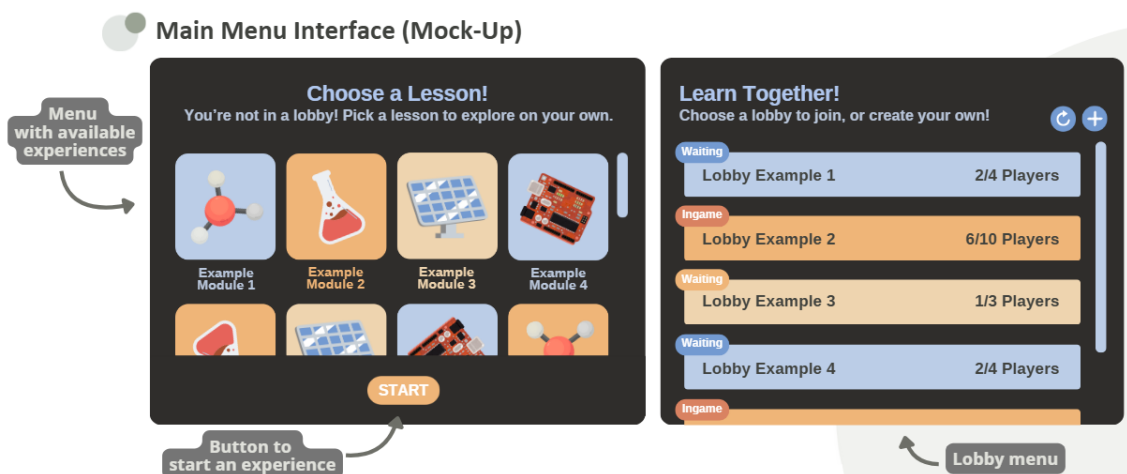 Main Menu Interface (Mock-Up)
Menu
with available
experiences
Choose a Lesson!
You're not in a lobby! Pick a lesson to explore on your own.
Example
Module 1
Example
Module 2
Example
Module 3
Example
Module 4
START
Button to
start an experience
Learn Together!
Choose a lobby to join, or create your own!
Waiting
Lobby Example 1 2/4 Players
Ingame
Lobby Example 2 6/10 Players
Waiting
Lobby Example 3 1/3 Players
Waiting
Lobby Example 4 2/4 Players
Ingame
Lobby menu